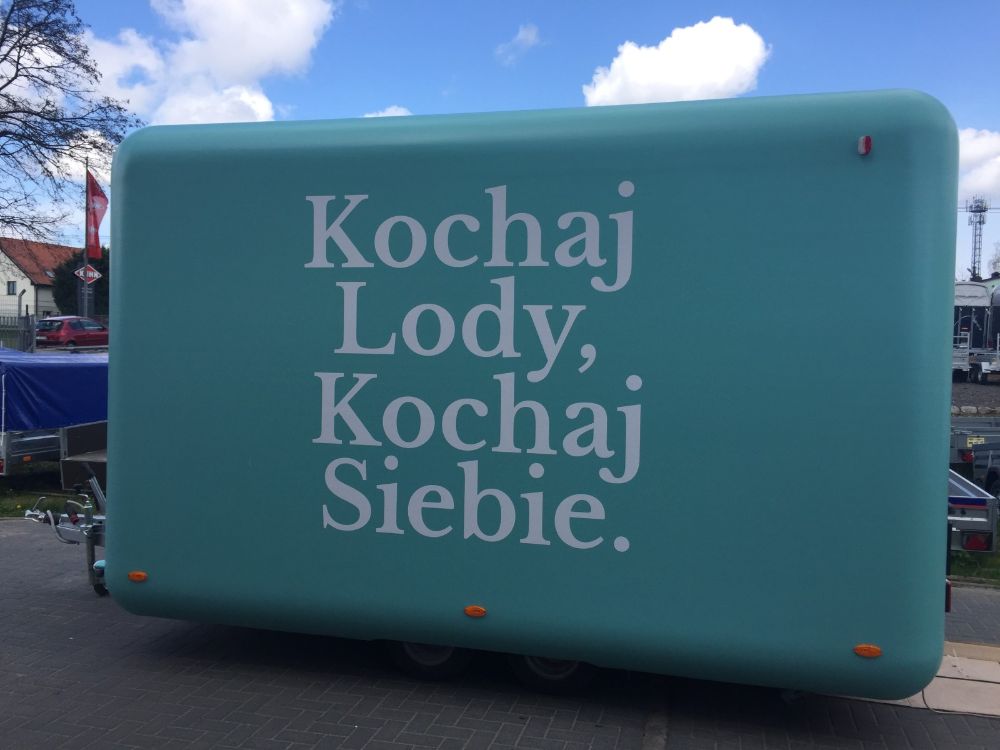 Kochaj
Lody,
Kochaj
Siebie.